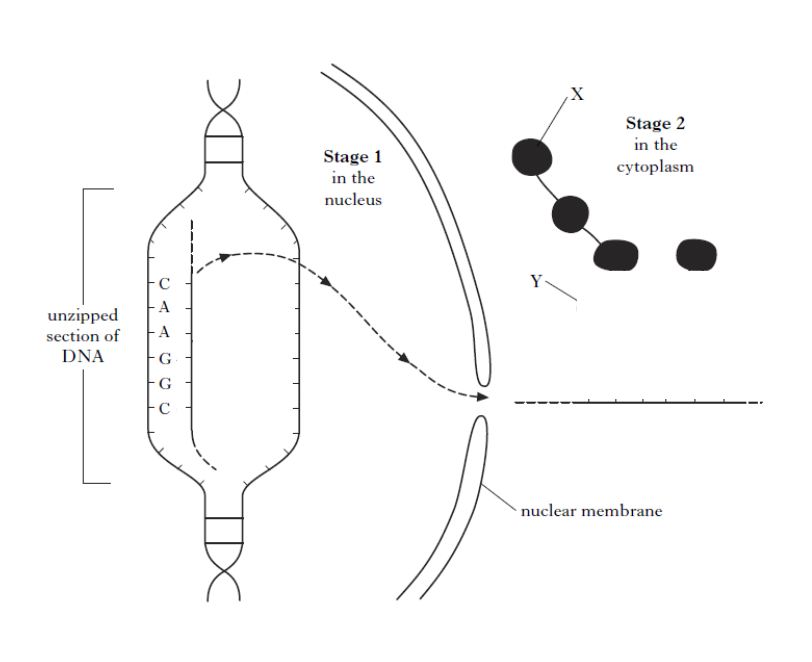 X
Stage 2
in the
cytoplasm
Stage 1
in the
nucleus
Y
unzipped
section of
DNA
C
A
A
G
G
C
nuclear membrane